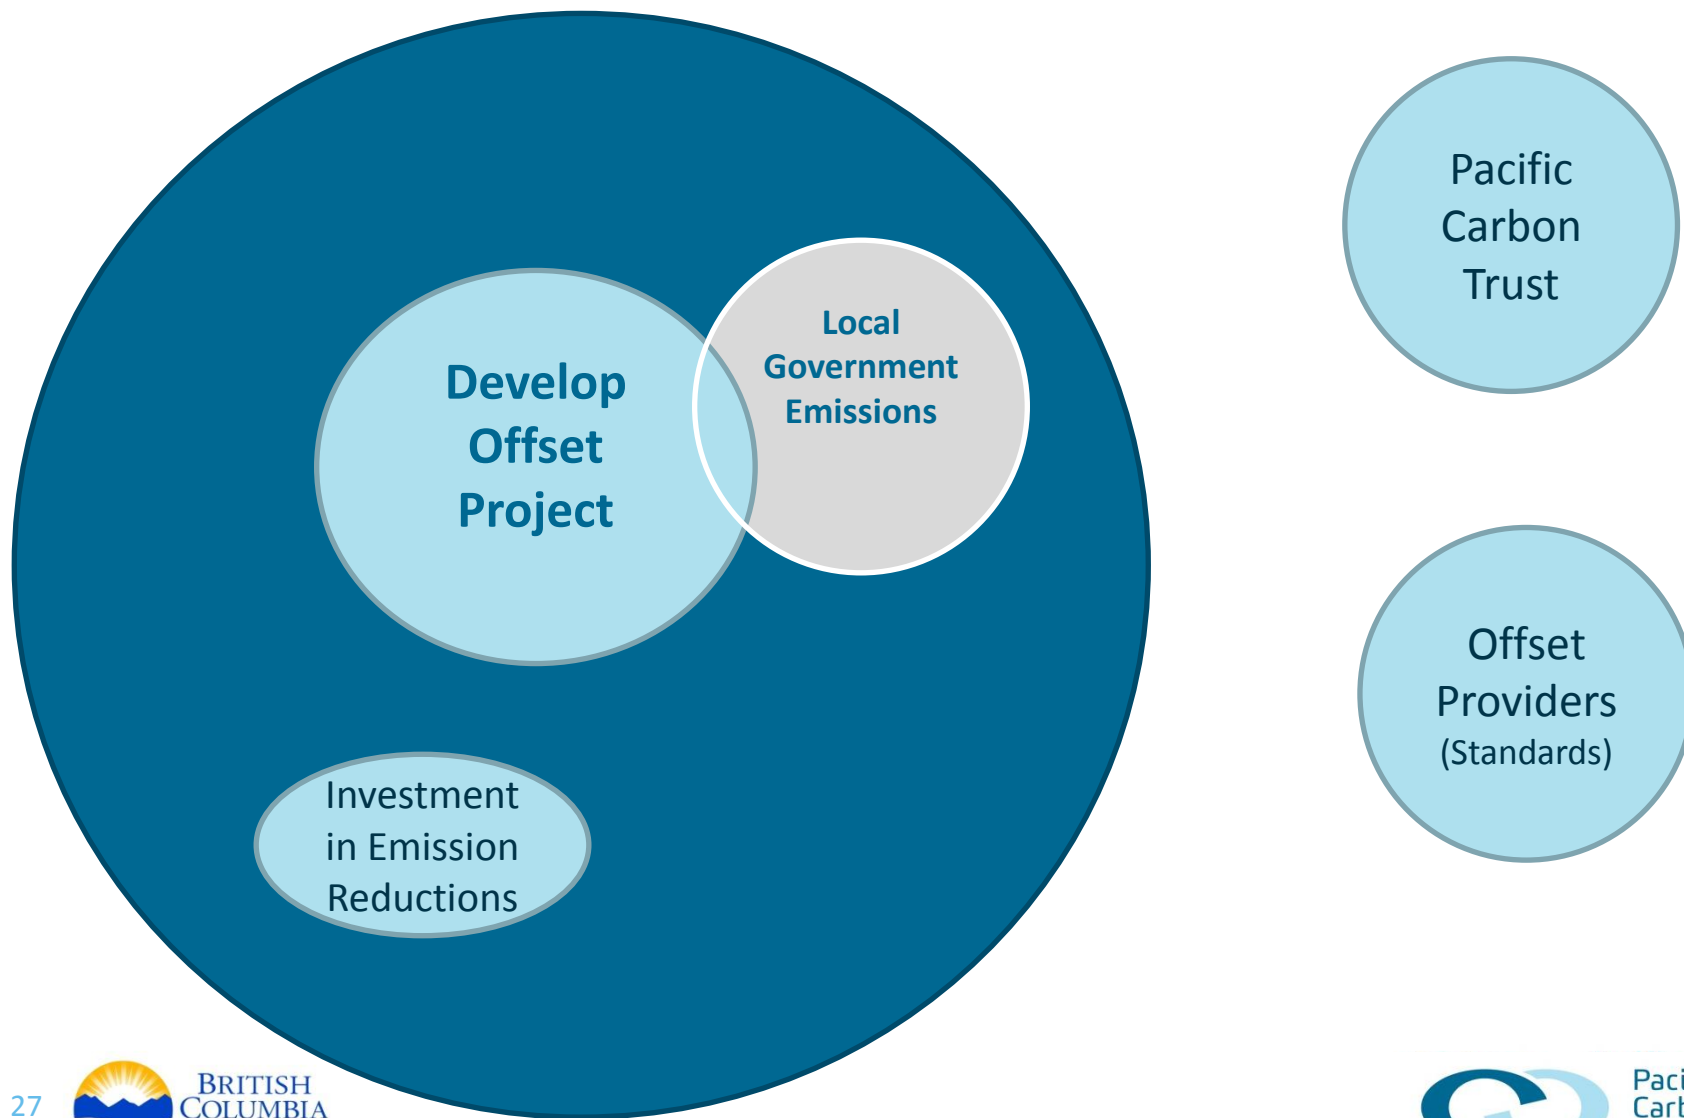 Develop
Offset
Project
Local
Government
Emissions
Investment
in Emission
Reductions
Pacific
Carbon
Trust
Offset
Providers
(Standards)
27
BRITISH
COLUMBIA